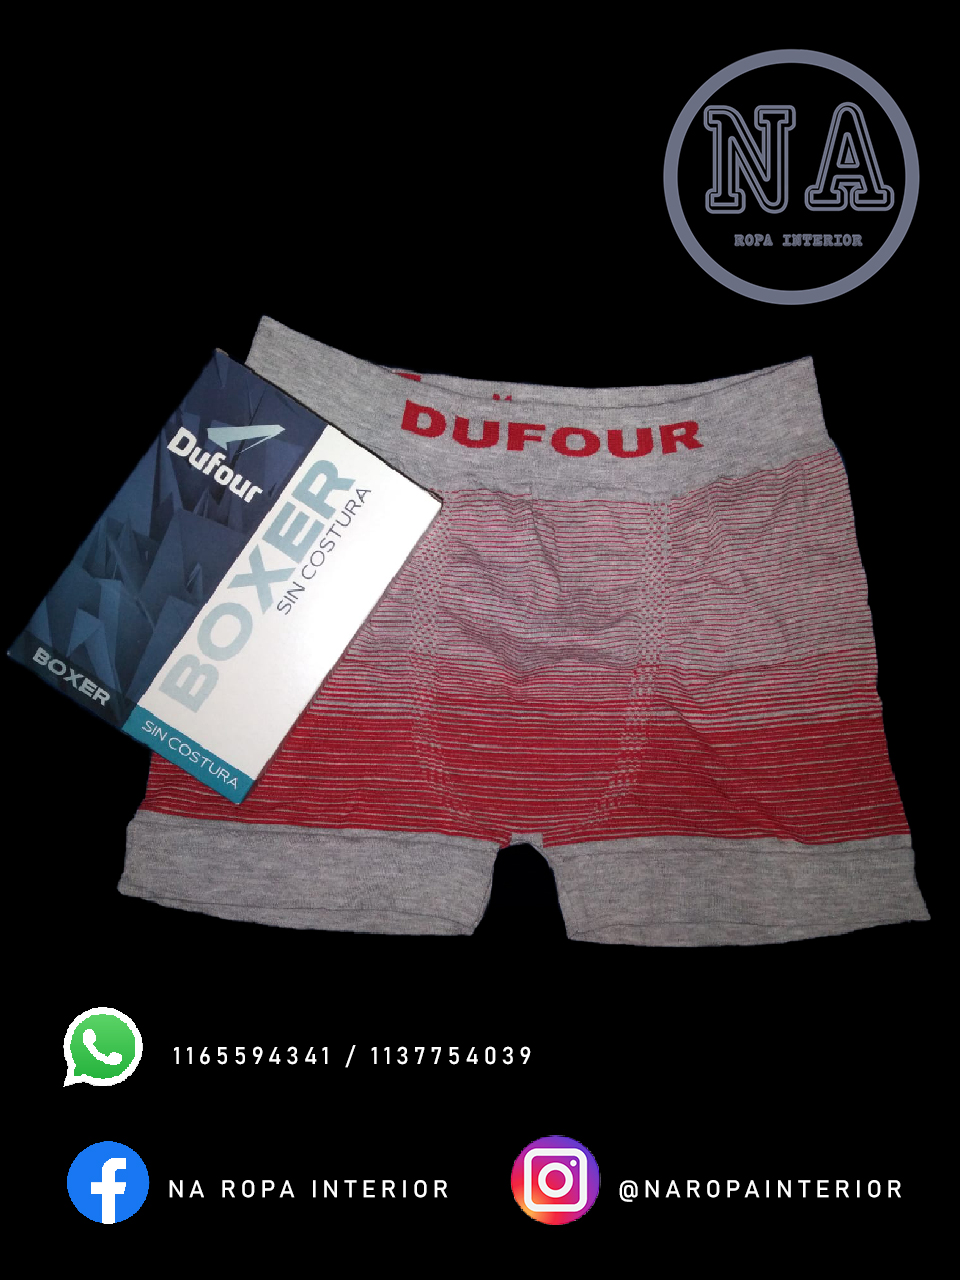 NA
ROPA INTERIOR
DUFOUR
Dufour
BOXER
SIN COSTURA
BOXER
SIN COSTURA
1165594341 / 1137754039
NA ROPA INTERIOR
@NAROPAINTERIOR